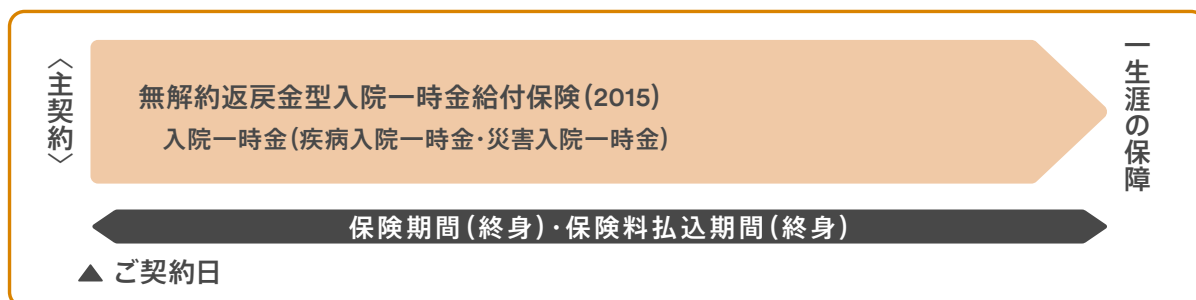 〈主契約〉
無解約返戻金型入院一時金給付保険(2015)
入院一時金(疾病入院一時金・災害入院一時金)
一生涯の保障
保険期間(終身)・保険料払込期間(終身)
▲ ご契約日